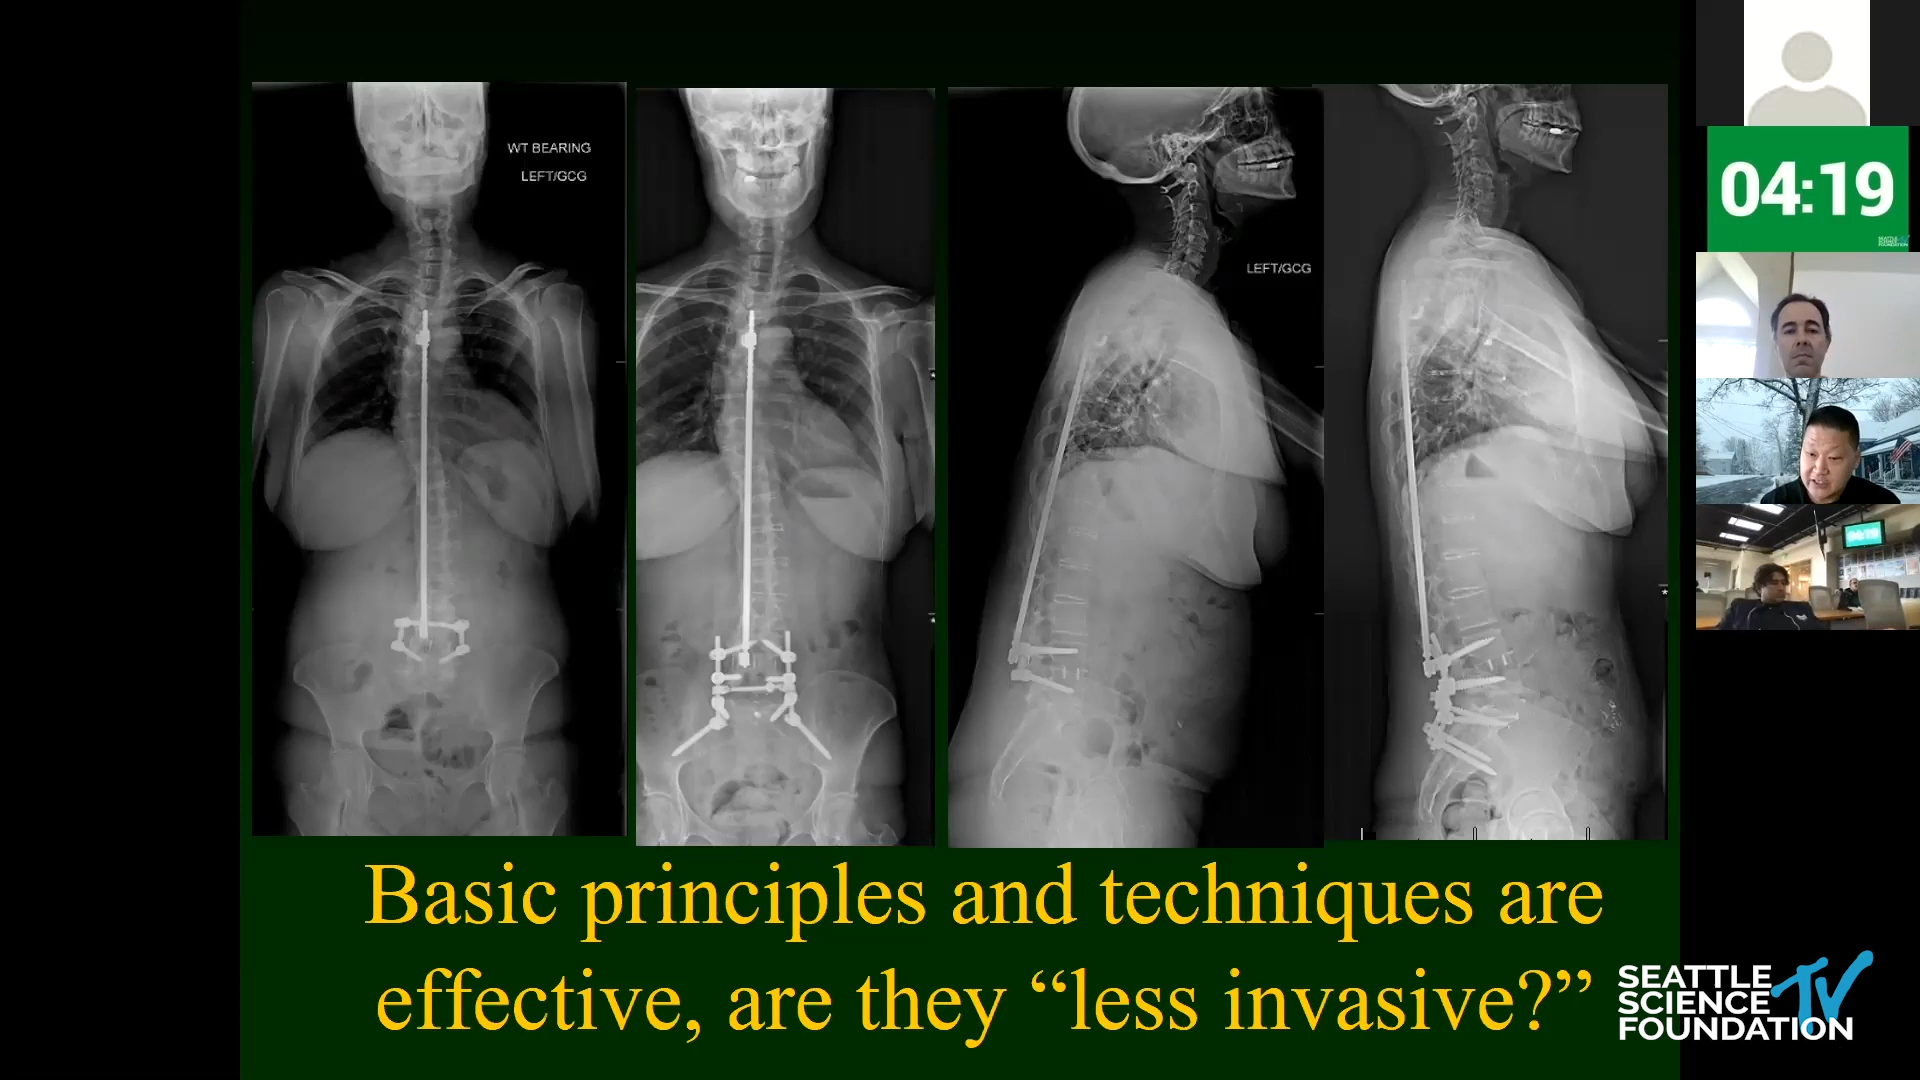 WT BEARING
LEFT/GCG
LEFT/GCG
Basic principles and techniques are
effective, are they “less invasive?”
04:19
SEATTLE
SCIENCE TV
FOUNDATION